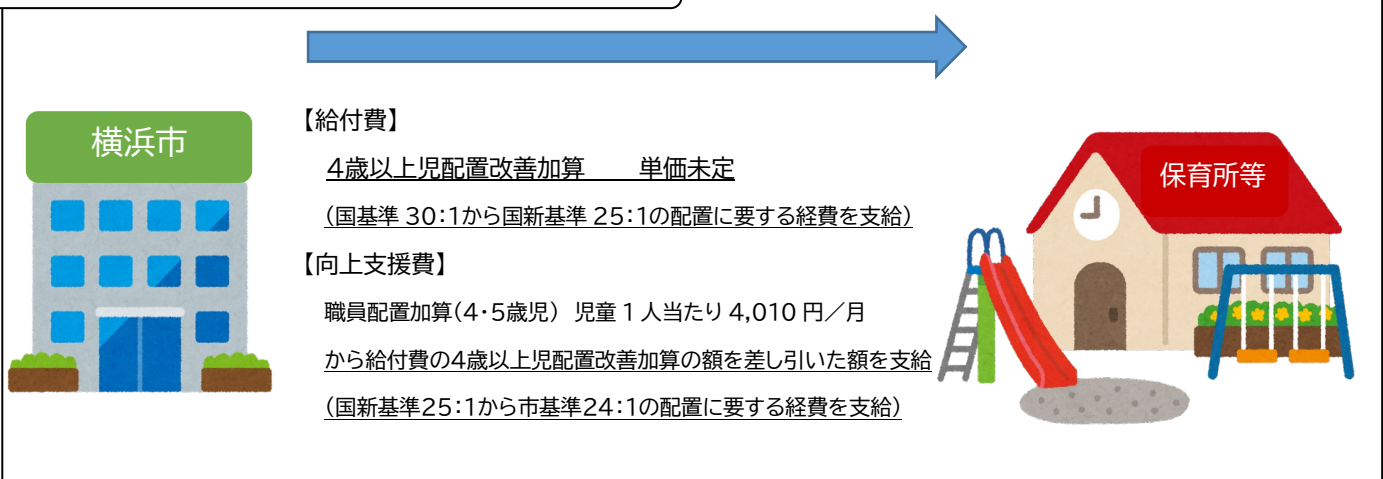 横浜市
【給付費】
4歳以上児配置改善加算　　単価未定
（国基準 30：1から国新基準 25：1の配置に要する経費を支給）
【向上支援費】
職員配置加算（4・5歳児） 児童 1 人当たり 4,010 円／月
から給付費の4歳以上児配置改善加算の額を差し引いた額を支給
（国新基準25：1から市基準24：1の配置に要する経費を支給）
保育所等